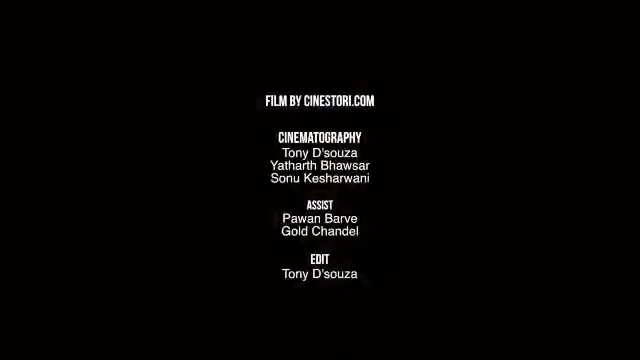 FILM BY CINESTORI.COM
CINEMATOGRAPHY
Tony D'souza
Yatharth Bhawsar
Sonu Kesharwani
ASSIST
Pawan Barve
Gold Chandel
EDIT
Tony D'souza